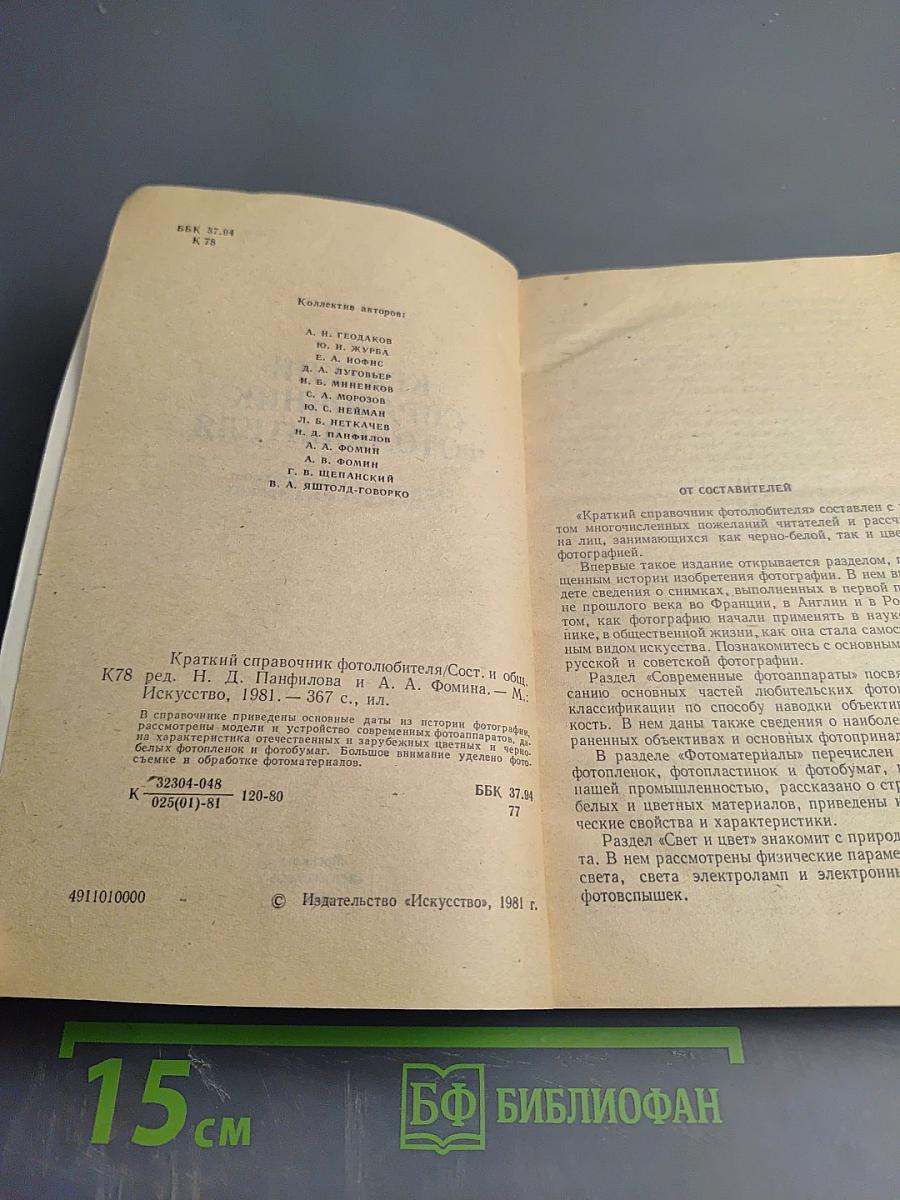 ББК 37.94
К 78
Коллектив авторов:
А. Н. ГЕОДАКОВ
Ю. И. ЖУРБА
Е. А. ИОФИС
Д. А. ЛУГОВЬЕР
И. Б. МИНЕНКОВ
С. А. МОРОЗОВ
Ю. С. НЕЙМАН
Л. Б. НЕТКАЧЕВ
Н. Д. ПАНФИЛОВ
А. А. ФОМИН
А. В. ФОМИН
Г. В. ЩЕПАНСКИЙ
В. А. ЯШТОЛД-ГОВОРКО
Краткий справочник фотолюбителя/Сост. и общ.
К78 ред. Н. Д. Панфилова и А. А. Фомина. — М.:
Искусство, 1981. — 367 с., ил.
В справочнике приведены основные даты из истории фотографии,
рассмотрены модели и устройство современных фотоаппаратов, да-
на характеристика отечественных и зарубежных цветных и черно-
белых фотопленок и фотобумаг. Большое внимание уделено фото-
съемке и обработке фотоматериалов.
К 32304-048
025(01)-81 120-80
ББК 37.94
77
4911010000
© Издательство «Искусство», 1981 г.
ОТ СОСТАВИТЕЛЕЙ
«Краткий справочник фотолюбителя» составлен с
том многочисленных пожеланий читателей и рассч
на лиц, занимающихся как черно-белой, так и цве
фотографией.
Впервые такое издание открывается разделом, п
щенным истории изобретения фотографии. В нем вы
дете сведения о снимках, выполненных в первой п
не прошлого века во Франции, в Англии и в Ро
том, как фотографию начали применять в науке
нике, в общественной жизни, как она стала самос
ным видом искусства. Познакомитесь с основным
русской и советской фотографии.
Раздел «Современные фотоаппараты» посвя
санию основных частей любительских фотоа
классификации по способу наводки объектив
кость. В нем даны также сведения о наиболе
раненных объективах и основных фотопринад
В разделе «Фотоматериалы» перечислен
фотопленок, фотопластинок и фотобумаг,
нашей промышленностью, рассказано о стр
белых и цветных материалов, приведены и
ческие свойства и характеристики.
Раздел «Свет и цвет» знакомит с природ
та. В нем рассмотрены физические параме
света, света электроламп и электронны
фотовспышек.
15 см
БФ БИБЛИОФАН